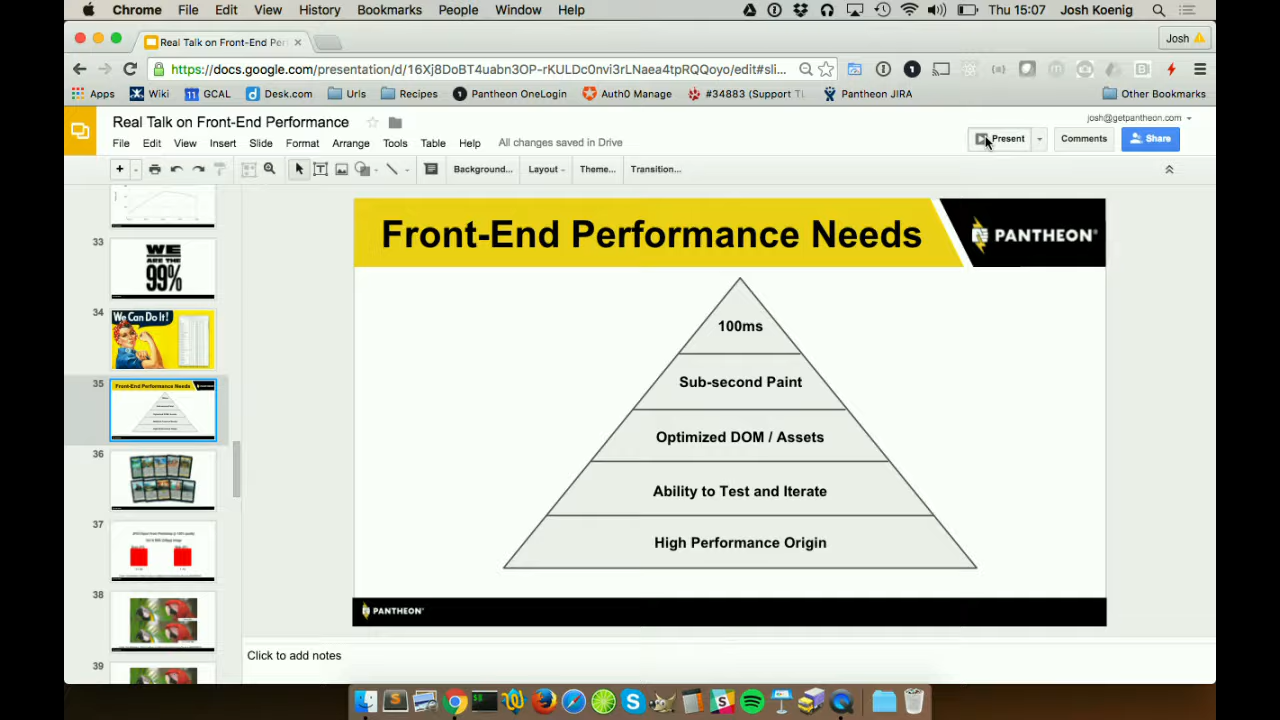 Chrome File Edit View History Bookmarks People Window Help Thu 15:07 Josh Koenig
Real Talk on Front-End Per
Josh
https://docs.google.com/presentation/d/16Xj8DoBT4uabn3OP-rKULDc0nvi3rLNaea4tpRQQoyo/edit#sli...
Apps Wiki GCAL Desk.com Urls Recipes Pantheon OneLogin Auth0 Manage #34883 (Support Ti Pantheon JIRA Other Bookmarks
Real Talk on Front-End Performance
josh@getpantheon.com
File Edit View Insert Slide Format Arrange Tools Table Help All changes saved in Drive
Present Comments Share
Background... Layout Theme... Transition...
33
WE
ARE THE
99%
34
We Can Do It!
35
Front-End Performance Needs
36
37
38
39
Front-End Performance Needs
PANTHEON
100ms
Sub-second Paint
Optimized DOM / Assets
Ability to Test and Iterate
High Performance Origin
PANTHEON
Click to add notes